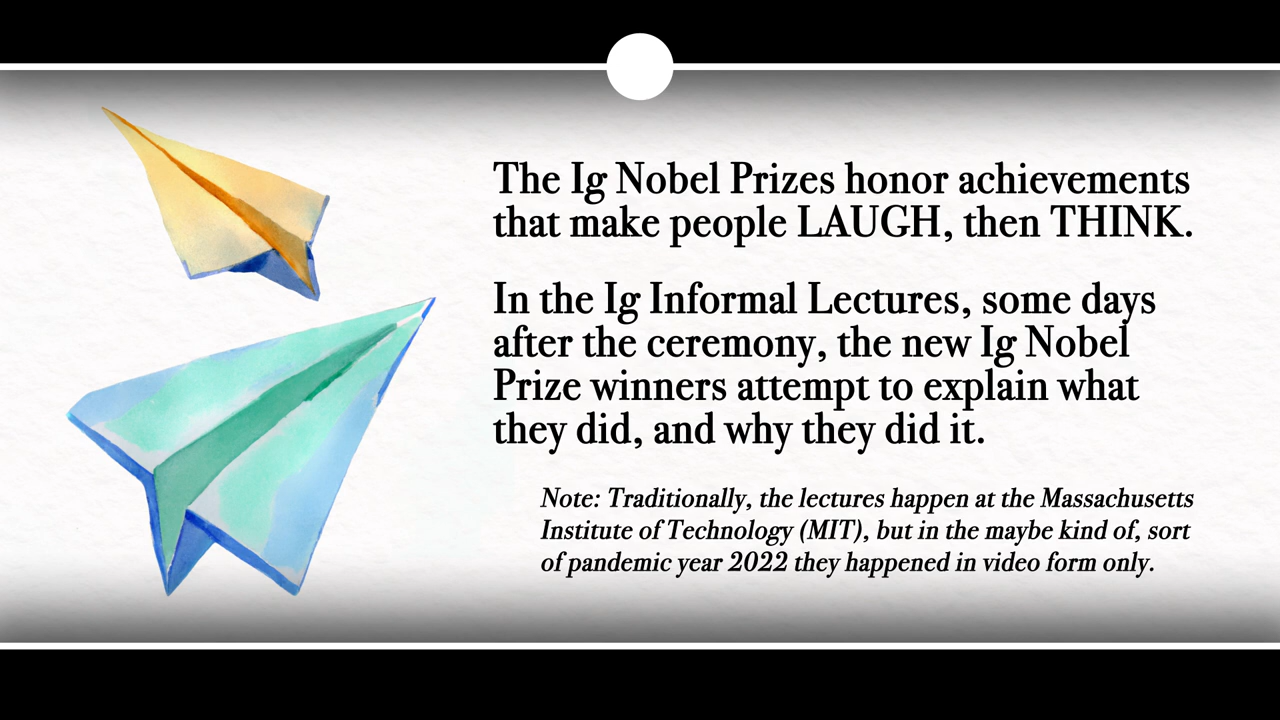 The Ig Nobel Prizes honor achievements
that make people LAUGH, then THINK.
In the Ig Informal Lectures, some days
after the ceremony, the new Ig Nobel
Prize winners attempt to explain what
they did, and why they did it.
Note: Traditionally, the lectures happen at the Massachusetts
Institute of Technology (MIT), but in the maybe kind of, sort
of pandemic year 2022 they happened in video form only.